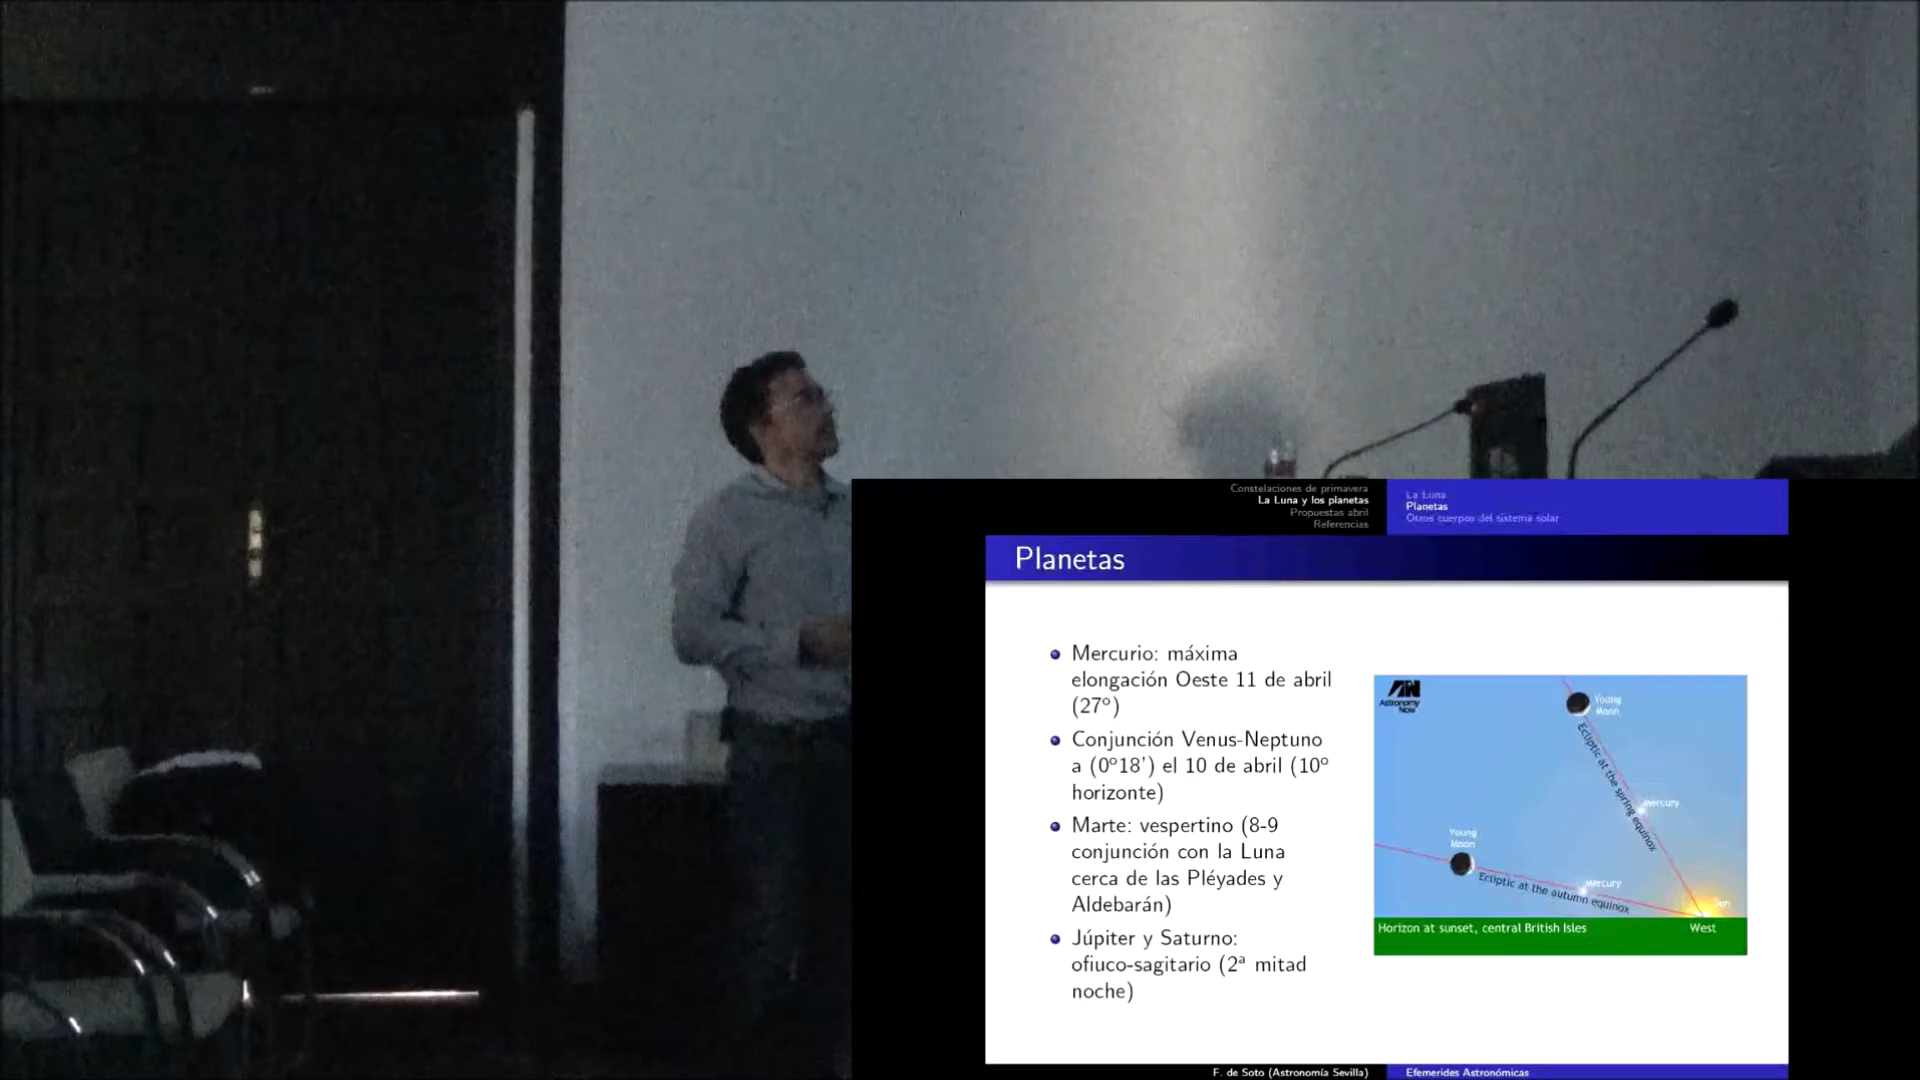 Constelaciones de primavera
La Luna y los planetas
Propuestas abril
Referencias
La Luna
Planetas
Otros cuerpos del sistema solar
Planetas
Mercurio: máxima
elongación Oeste 11 de abril
(27º)
Conjunción Venus-Neptuno
a (0º18') el 10 de abril (10º
horizonte)
Marte: vespertino (8-9
conjunción con la Luna
cerca de las Pléyades y
Aldebarán)
Júpiter y Saturno:
ofiuco-sagitario (2ª mitad
noche)
Astronomy
Now
Young
Moon
Ecliptic at the spring equinox
Mercury
Young
Moon
Ecliptic at the autumn equinox
Mercury
Sun
Horizon at sunset, central British Isles
West
F. de Soto (Astronomía Sevilla)
Efemerides Astronómicas